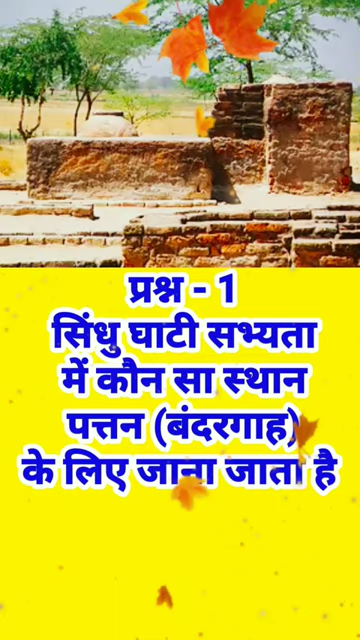 प्रश्न - 1
सिंधु घाटी सभ्यता
में कौन सा स्थान
पत्तन (बंदरगाह)
के लिए जाना जाता है